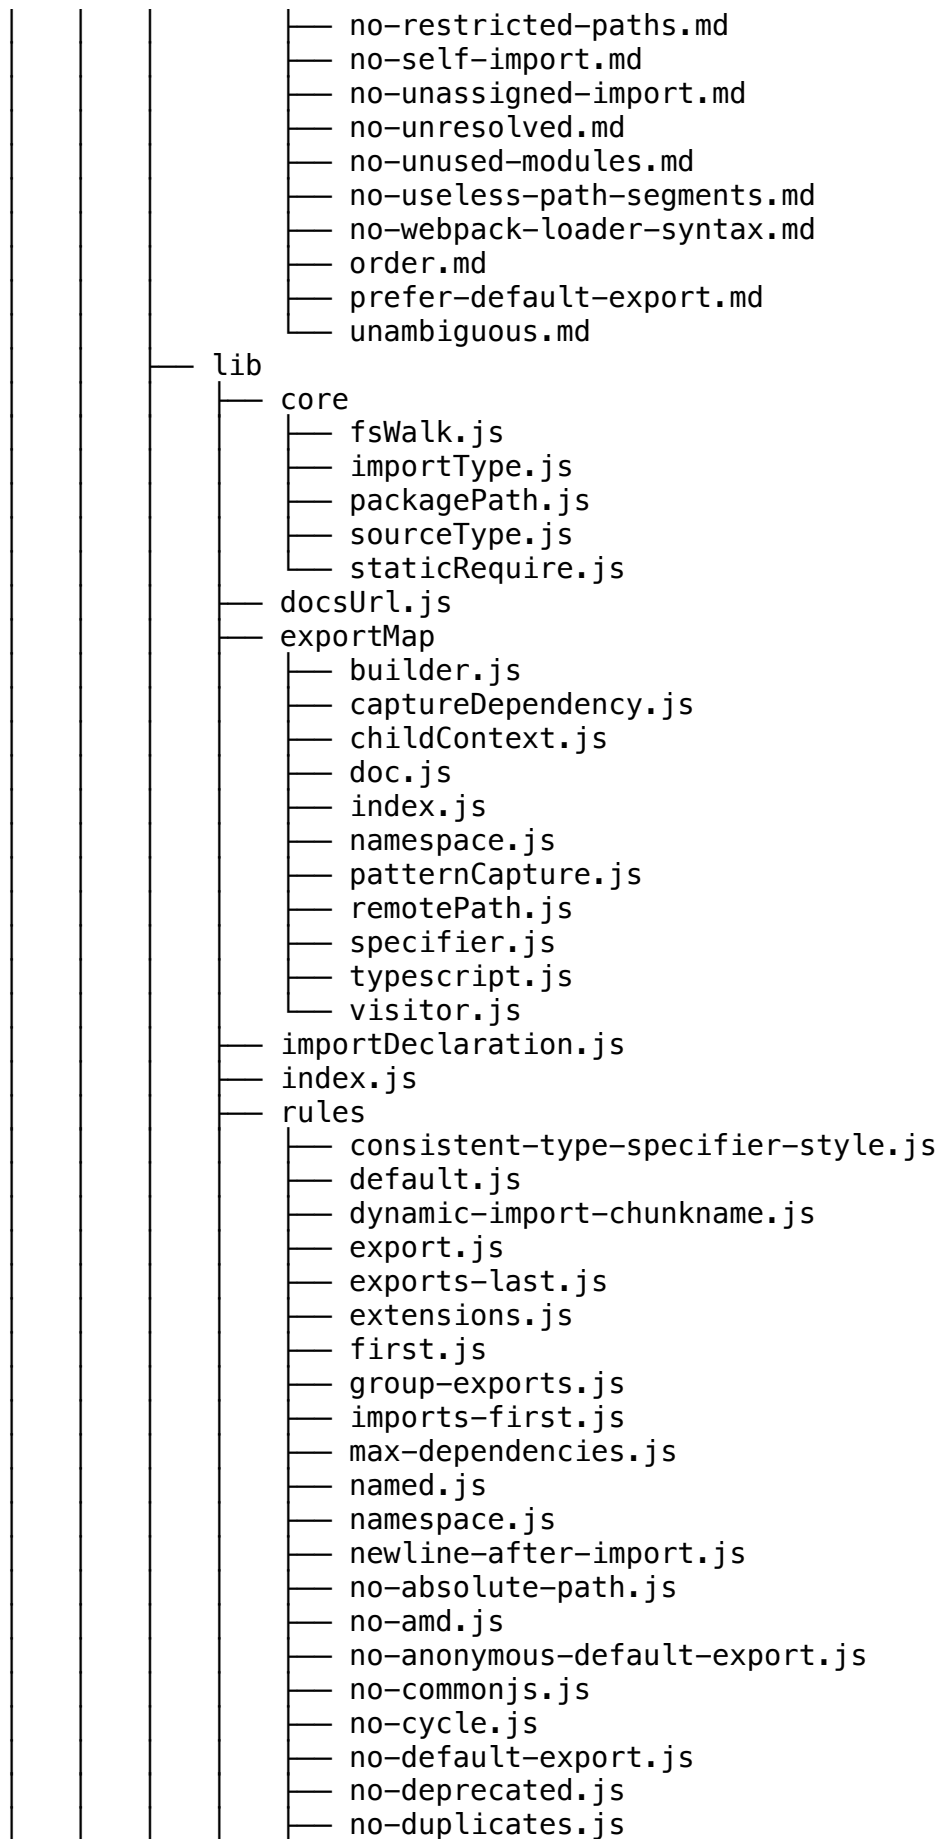 │   │   │       ├── no-restricted-paths.md
│   │   │       ├── no-self-import.md
│   │   │       ├── no-unassigned-import.md
│   │   │       ├── no-unresolved.md
│   │   │       ├── no-unused-modules.md
│   │   │       ├── no-useless-path-segments.md
│   │   │       ├── no-webpack-loader-syntax.md
│   │   │       ├── order.md
│   │   │       ├── prefer-default-export.md
│   │   │       └── unambiguous.md
│   │   ├── lib
│   │   │   ├── core
│   │   │   │   ├── fsWalk.js
│   │   │   │   ├── importType.js
│   │   │   │   ├── packagePath.js
│   │   │   │   ├── sourceType.js
│   │   │   │   └── staticRequire.js
│   │   │   ├── docsUrl.js
│   │   │   ├── exportMap
│   │   │   │   ├── builder.js
│   │   │   │   ├── captureDependency.js
│   │   │   │   ├── childContext.js
│   │   │   │   ├── doc.js
│   │   │   │   ├── index.js
│   │   │   │   ├── namespace.js
│   │   │   │   ├── patternCapture.js
│   │   │   │   ├── remotePath.js
│   │   │   │   ├── specifier.js
│   │   │   │   ├── typescript.js
│   │   │   │   └── visitor.js
│   │   │   ├── importDeclaration.js
│   │   │   ├── index.js
│   │   │   ├── rules
│   │   │   │   ├── consistent-type-specifier-style.js
│   │   │   │   ├── default.js
│   │   │   │   ├── dynamic-import-chunkname.js
│   │   │   │   ├── export.js
│   │   │   │   ├── exports-last.js
│   │   │   │   ├── extensions.js
│   │   │   │   ├── first.js
│   │   │   │   ├── group-exports.js
│   │   │   │   ├── imports-first.js
│   │   │   │   ├── max-dependencies.js
│   │   │   │   ├── named.js
│   │   │   │   ├── namespace.js
│   │   │   │   ├── newline-after-import.js
│   │   │   │   ├── no-absolute-path.js
│   │   │   │   ├── no-amd.js
│   │   │   │   ├── no-anonymous-default-export.js
│   │   │   │   ├── no-commonjs.js
│   │   │   │   ├── no-cycle.js
│   │   │   │   ├── no-default-export.js
│   │   │   │   ├── no-deprecated.js
│   │   │   │   ├── no-duplicates.js